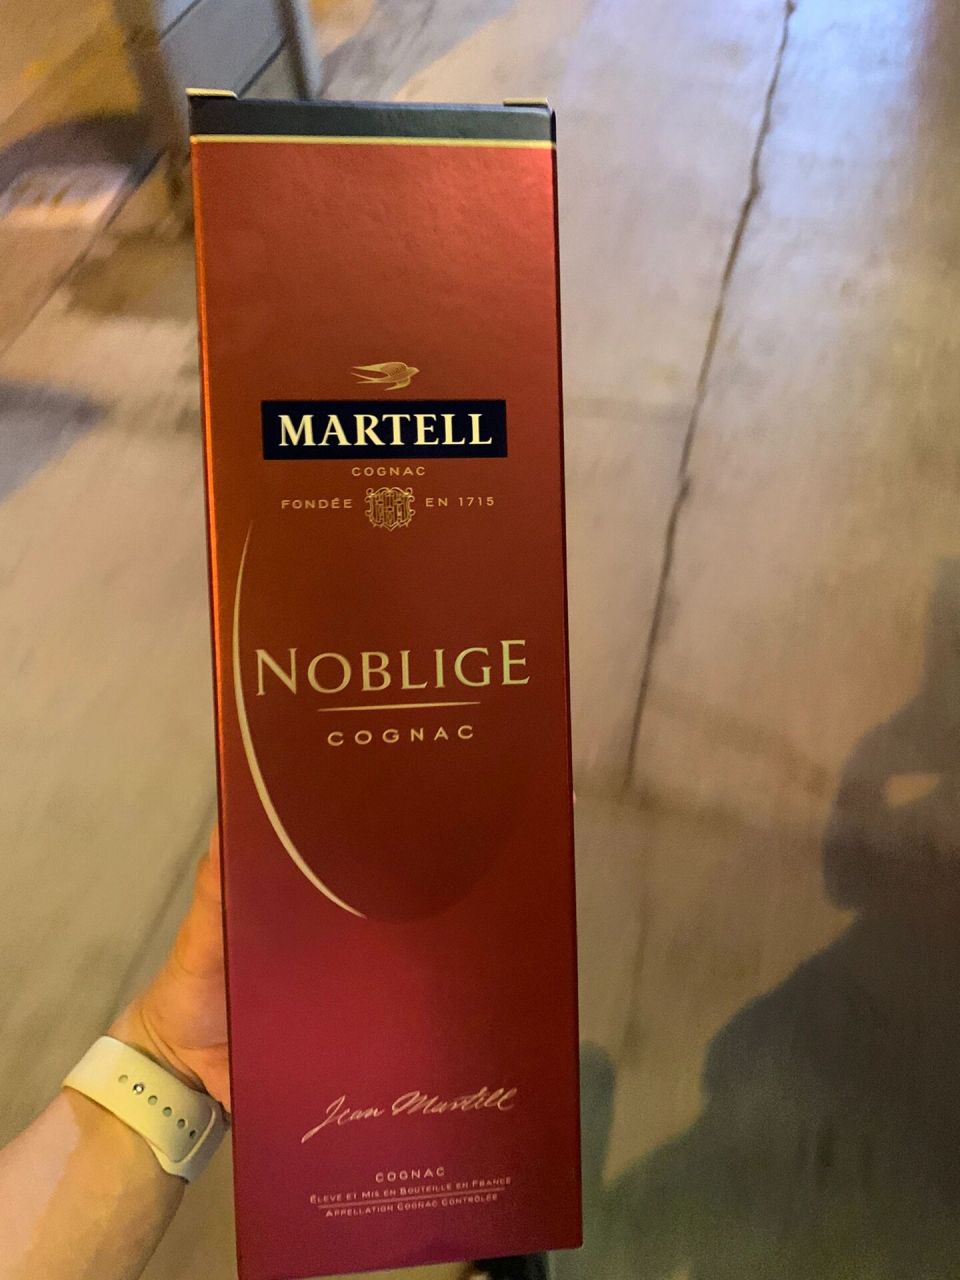 MARTELL
COGNAC
FONDÉE EN 1715
NOBLIGE
COGNAC
Jean Martell
COGNAC
ÉLEVÉ ET MIS EN BOUTEILLE EN FRANCE
APPELLATION COGNAC CONTRÔLÉE